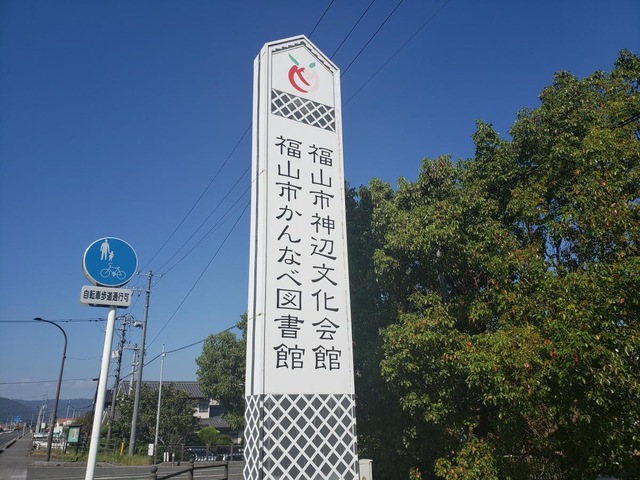 福山市神辺文化会館
福山市かんなべ図書館
自転車歩道通行可